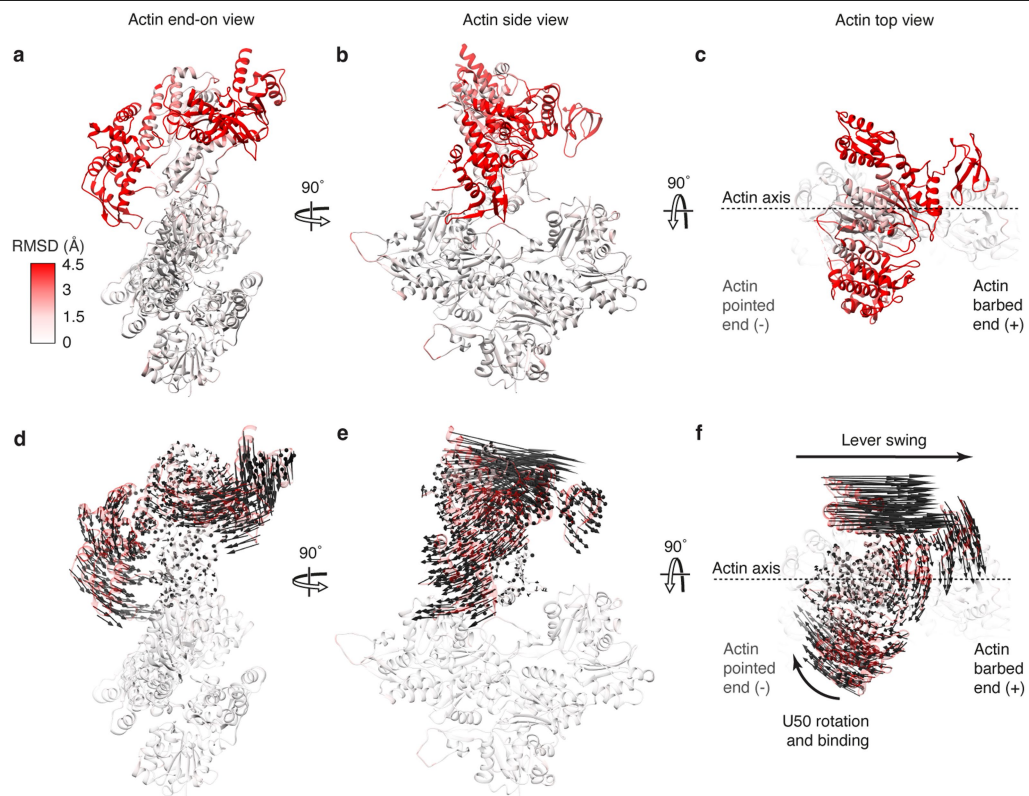 Actin end-on view
Actin side view
Actin top view
a
b
c
90°
90°
Actin axis
RMSD (Å)
4.5
3
1.5
0
Actin
pointed
end (-)
Actin
barbed
end (+)
d
e
f
Lever swing
90°
90°
Actin axis
Actin
pointed
end (-)
Actin
barbed
end (+)
U50 rotation
and binding